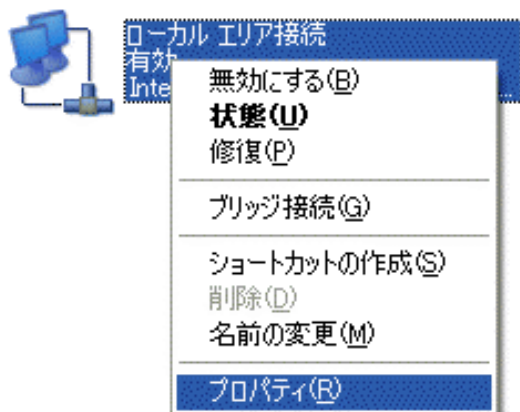 ローカル エリア接続
有効
Inte
...
無効にする(B)
状態(U)
修復(P)
ブリッジ接続(G)
ショートカットの作成(S)
削除(D)
名前の変更(M)
プロパティ(R)